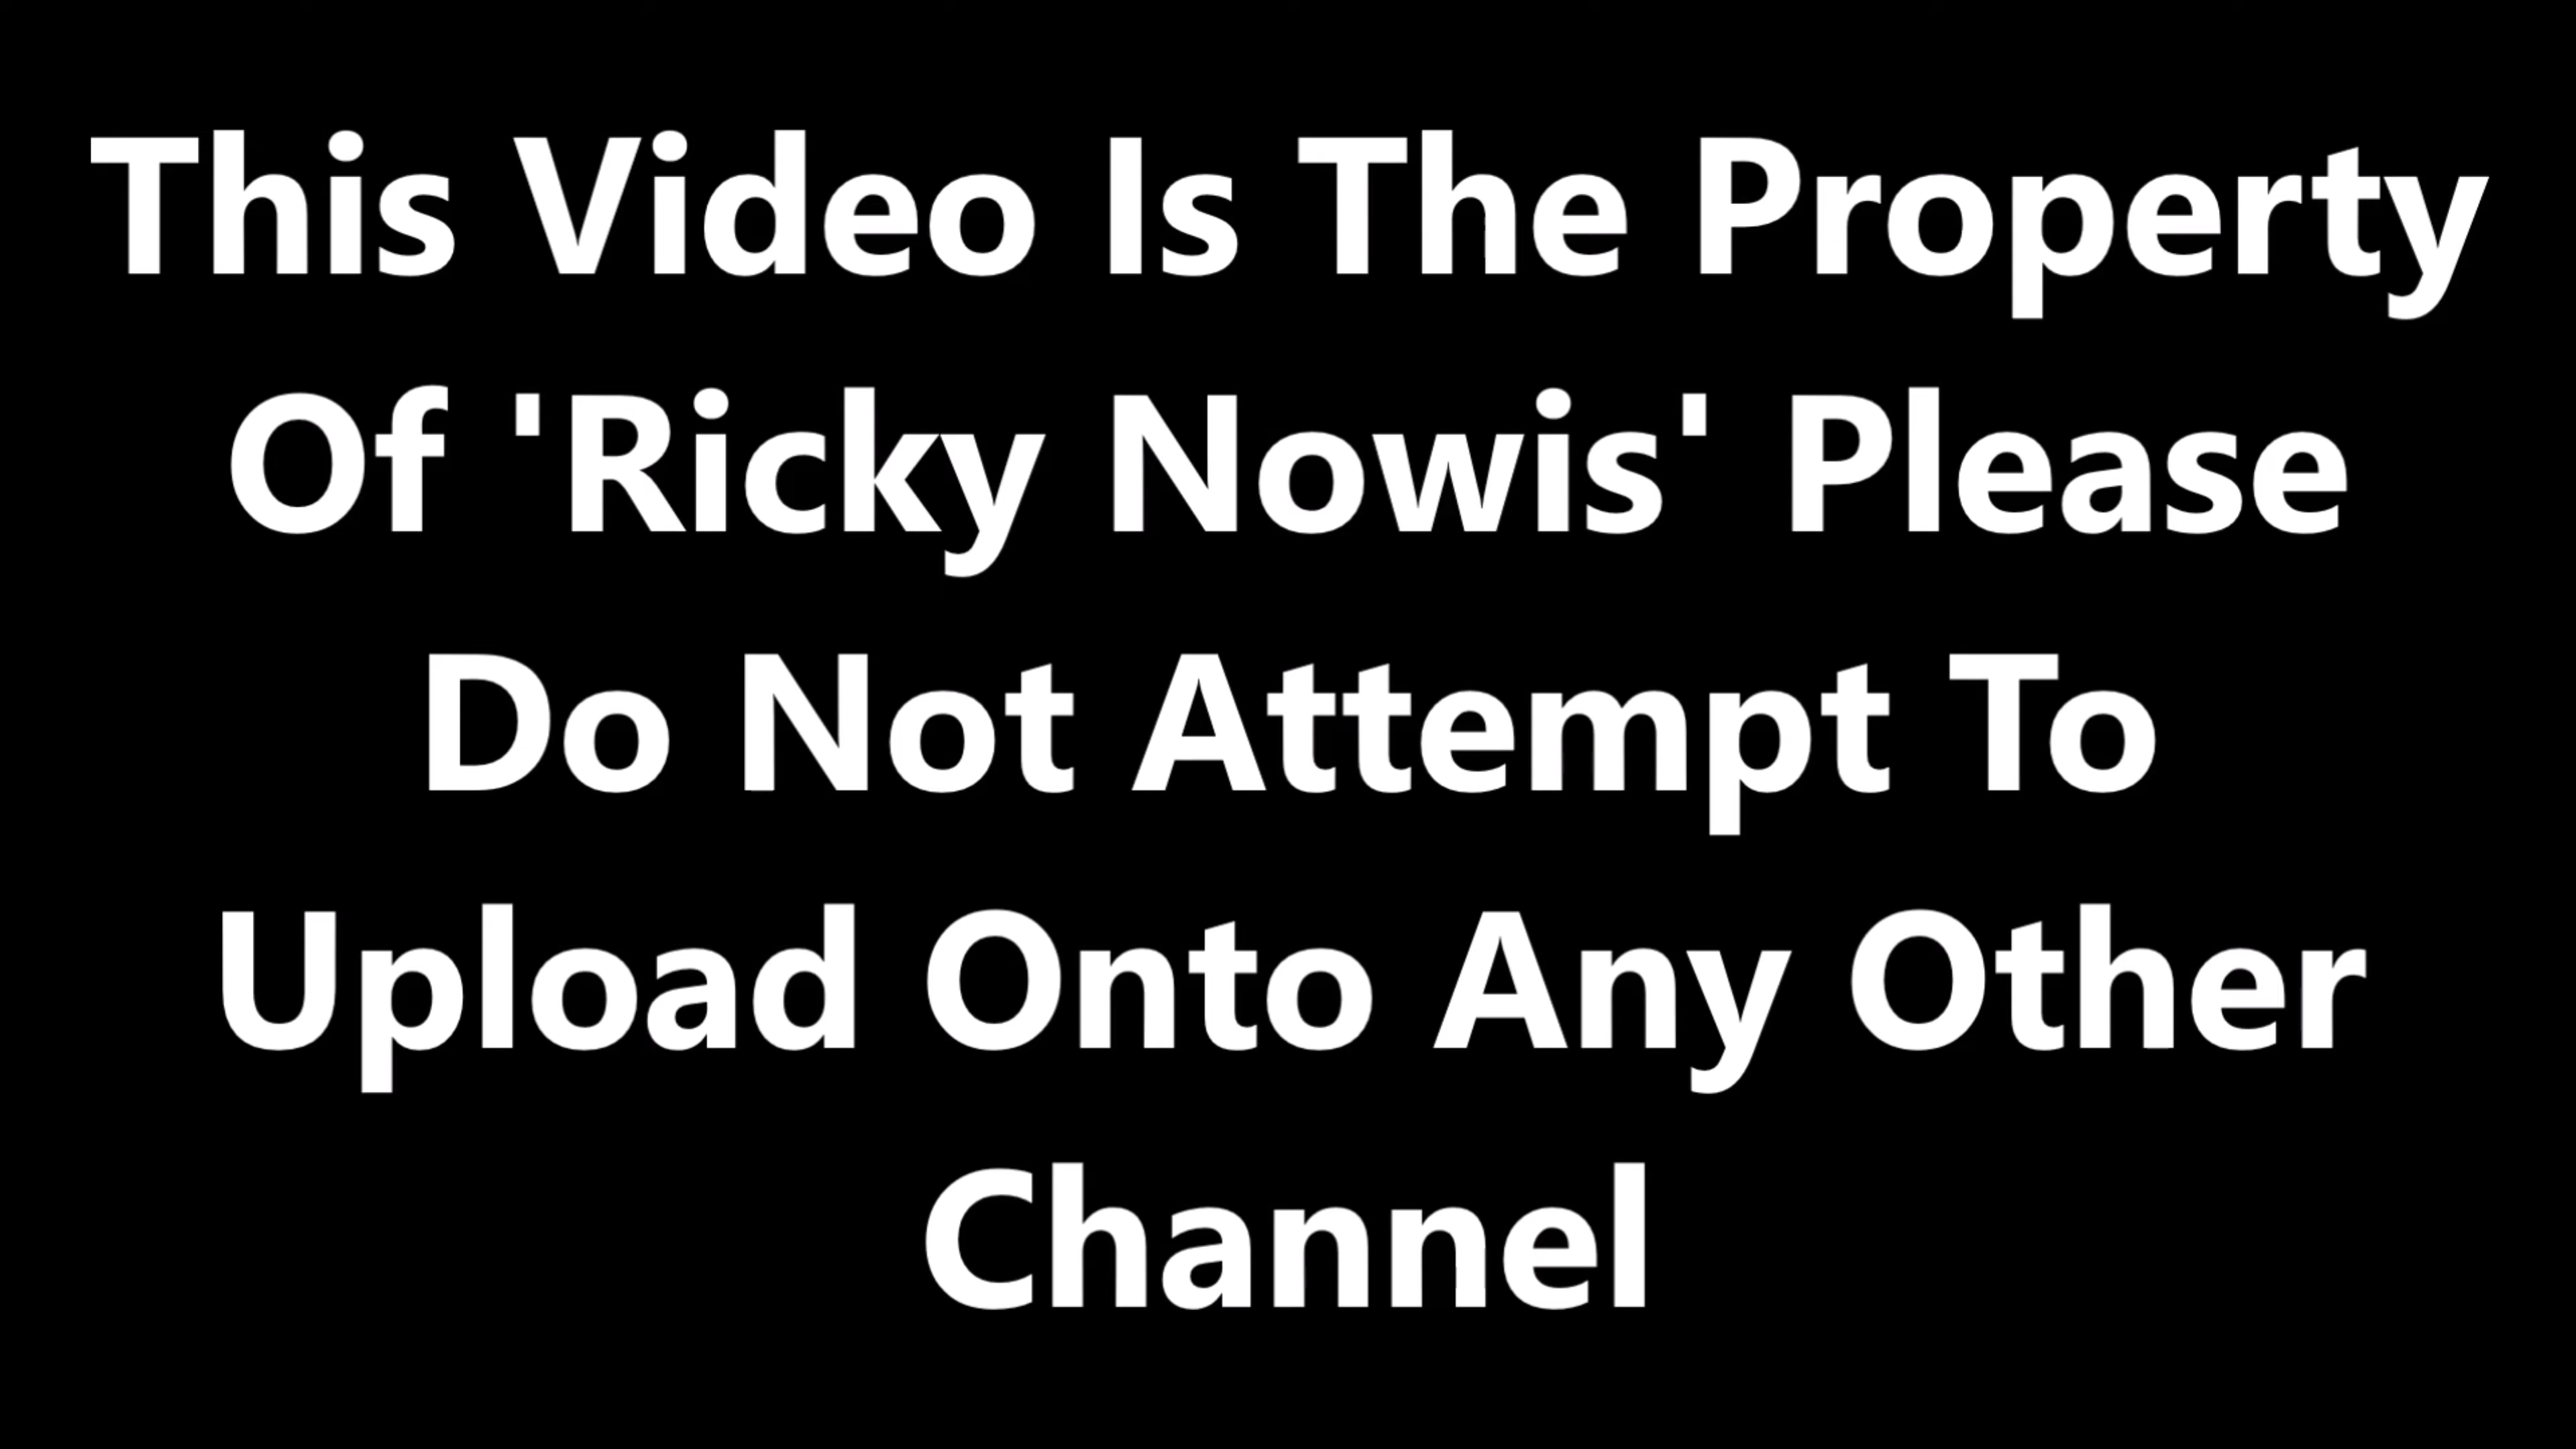 This Video Is The Property
Of 'Ricky Nowis' Please
Do Not Attempt To
Upload Onto Any Other
Channel